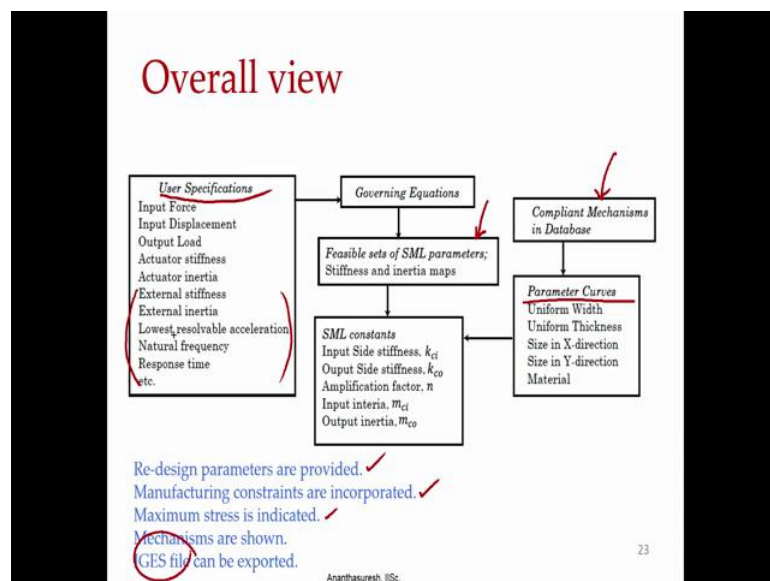 Overall view
User Specifications
Input Force
Input Displacement
Output Load
Actuator stiffness
Actuator inertia
External stiffness
External inertia
Lowest resolvable acceleration
Natural frequency
Response time
etc.
Governing Equations
Feasible sets of SML parameters;
Stiffness and inertia maps
SML constants
Input Side stiffness, k_ci
Ouput Side stiffness, k_co
Amplification factor, n
Input interia, m_ci
Output inertia, m_co
Compliant Mechanisms
in Database
Parameter Curves
Uniform Width
Uniform Thickness
Size in X-direction
Size in Y-direction
Material
Re-design parameters are provided.
Manufacturing constraints are incorporated.
Maximum stress is indicated.
Mechanisms are shown.
IGES file can be exported.
23
Ananthasuresh, IISc.